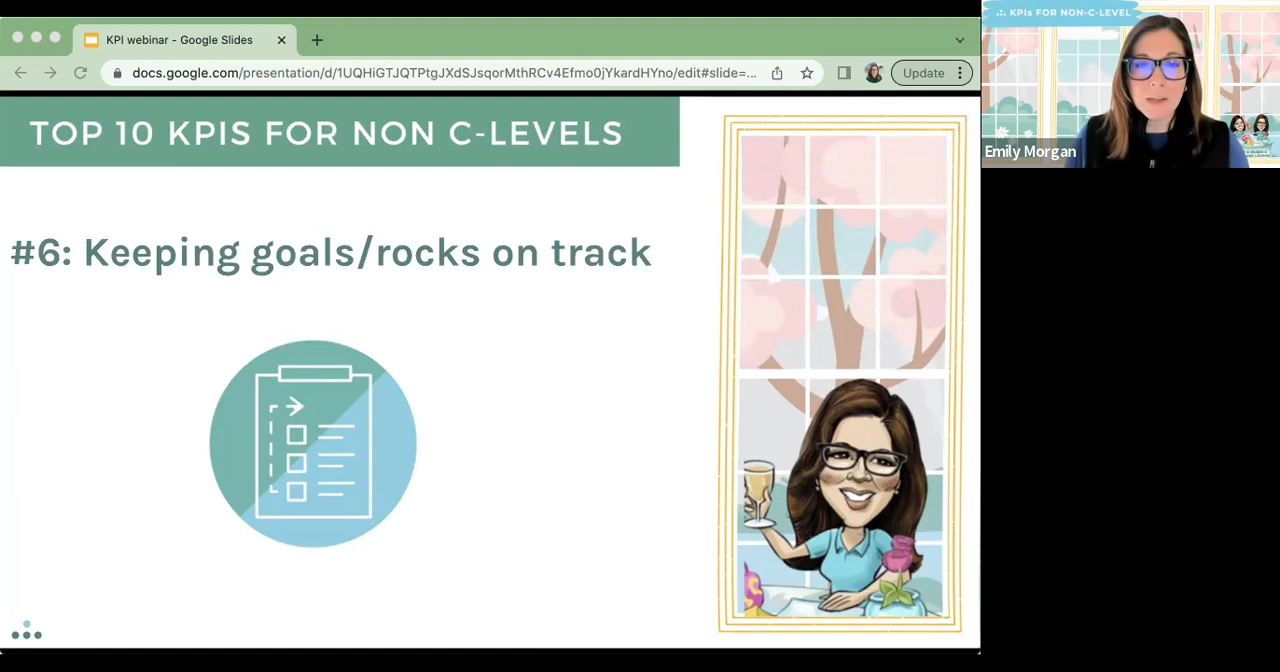 KPI webinar - Google Slides
docs.google.com/presentation/d/1UQHiGTJQTPtgJXdSJsqorMthRCv4Efmo0jYkardHYno/edit#slide=...
Update
TOP 10 KPIS FOR NON C-LEVELS
#6: Keeping goals/rocks on track
KPIs FOR NON-C-LEVEL
Emily Morgan